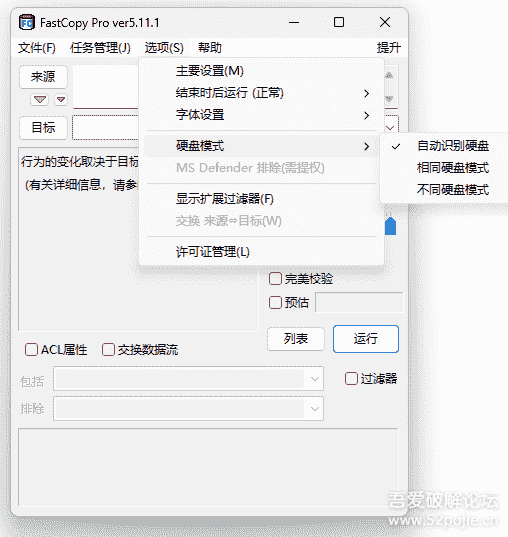 FastCopy Pro ver5.11.1
文件(F) 任务管理(J) 选项(S) 帮助 提升
来源
目标
主要设置(M)
结束时后运行 (正常)
字体设置
硬盘模式
MS Defender 排除(需提权)
显示扩展过滤器(F)
交换 来源⇔目标(W)
许可证管理(L)
自动识别硬盘
相同硬盘模式
不同硬盘模式
行为的变化取决于目标
(有关详细信息，请参
完美校验
预估
列表 运行
ACL属性 交换数据流
包括 过滤器
排除
吾爱破解论坛
www.52pojie.cn